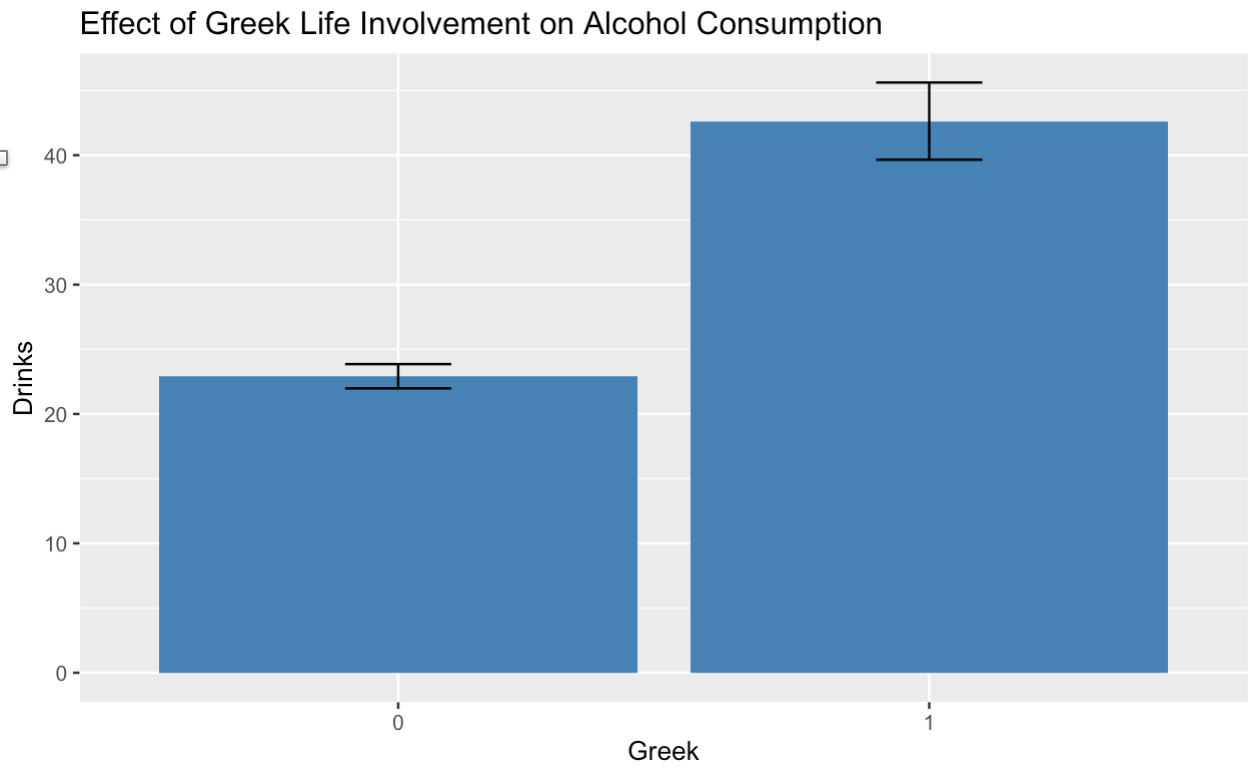 Effect of Greek Life Involvement on Alcohol Consumption
40
30
20
10
0
Drinks
0 1
Greek